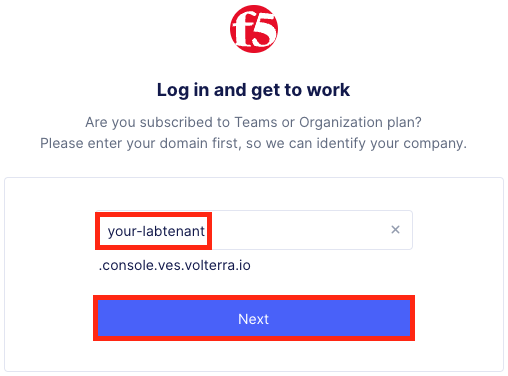 f5
Log in and get to work
Are you subscribed to Teams or Organization plan?
Please enter your domain first, so we can identify your company.
your-labtenant ×
.console.ves.volterra.io
Next